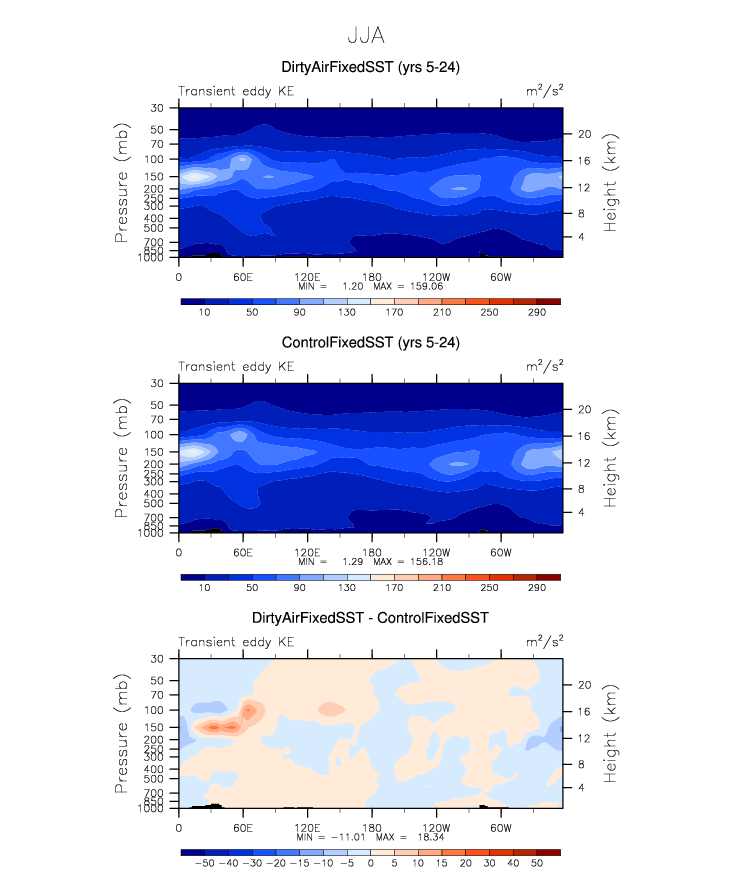 JJA
DirtyAirFixedSST (yrs 5-24)
Transient eddy KE m²/s²
30
50 20
70
100 16
150
200 12
250
300
400 8
500
700 4
850
1000
Pressure (mb) Height (km)
0 60E 120E 180 120W 60W
MIN = 1.20 MAX = 159.06
10 50 90 130 170 210 250 290
ControlFixedSST (yrs 5-24)
Transient eddy KE m²/s²
30
50 20
70
100 16
150
200 12
250
300
400 8
500
700 4
850
1000
Pressure (mb) Height (km)
0 60E 120E 180 120W 60W
MIN = 1.29 MAX = 156.18
10 50 90 130 170 210 250 290
DirtyAirFixedSST - ControlFixedSST
Transient eddy KE m²/s²
30
50 20
70
100 16
150
200 12
250
300
400 8
500
700 4
850
1000
Pressure (mb) Height (km)
0 60E 120E 180 120W 60W
MIN = -11.01 MAX = 18.34
-50 -40 -30 -20 -15 -10 -5 0 5 10 15 20 30 40 50